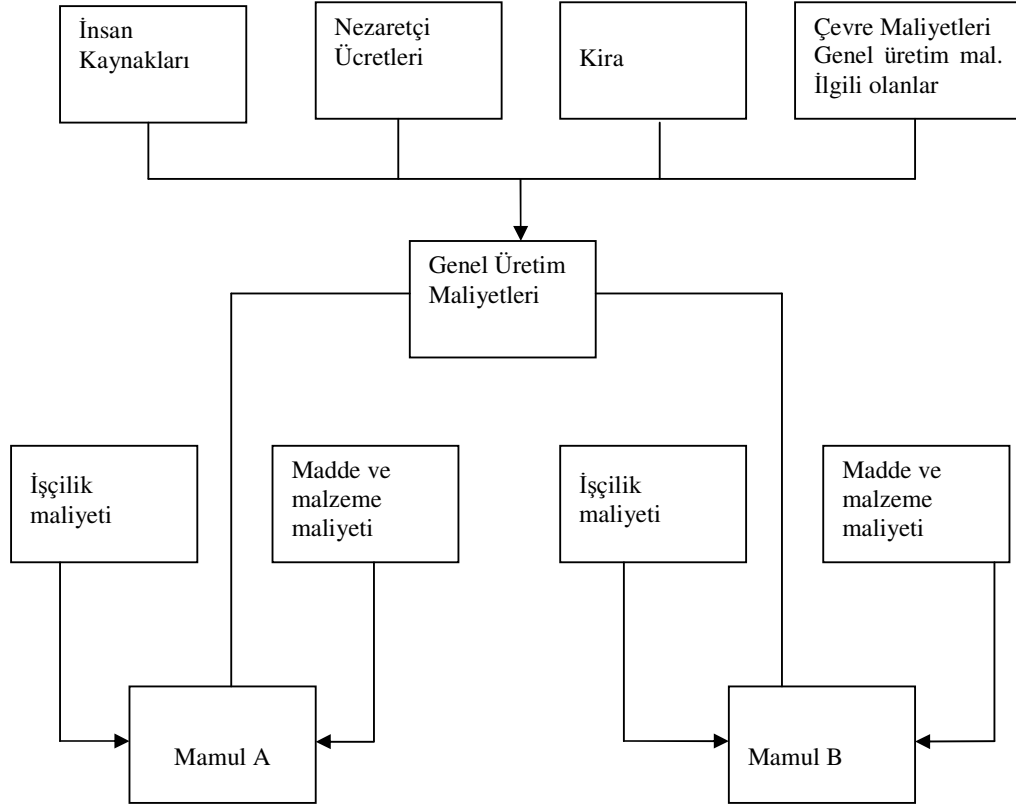 İnsan
Kaynakları
Nezaretçi
Ücretleri
Kira
Çevre Maliyetleri
Genel üretim mal.
İlgili olanlar
Genel Üretim
Maliyetleri
İşçilik
maliyeti
Madde ve
malzeme
maliyeti
İşçilik
maliyeti
Madde ve
malzeme
maliyeti
Mamul A
Mamul B